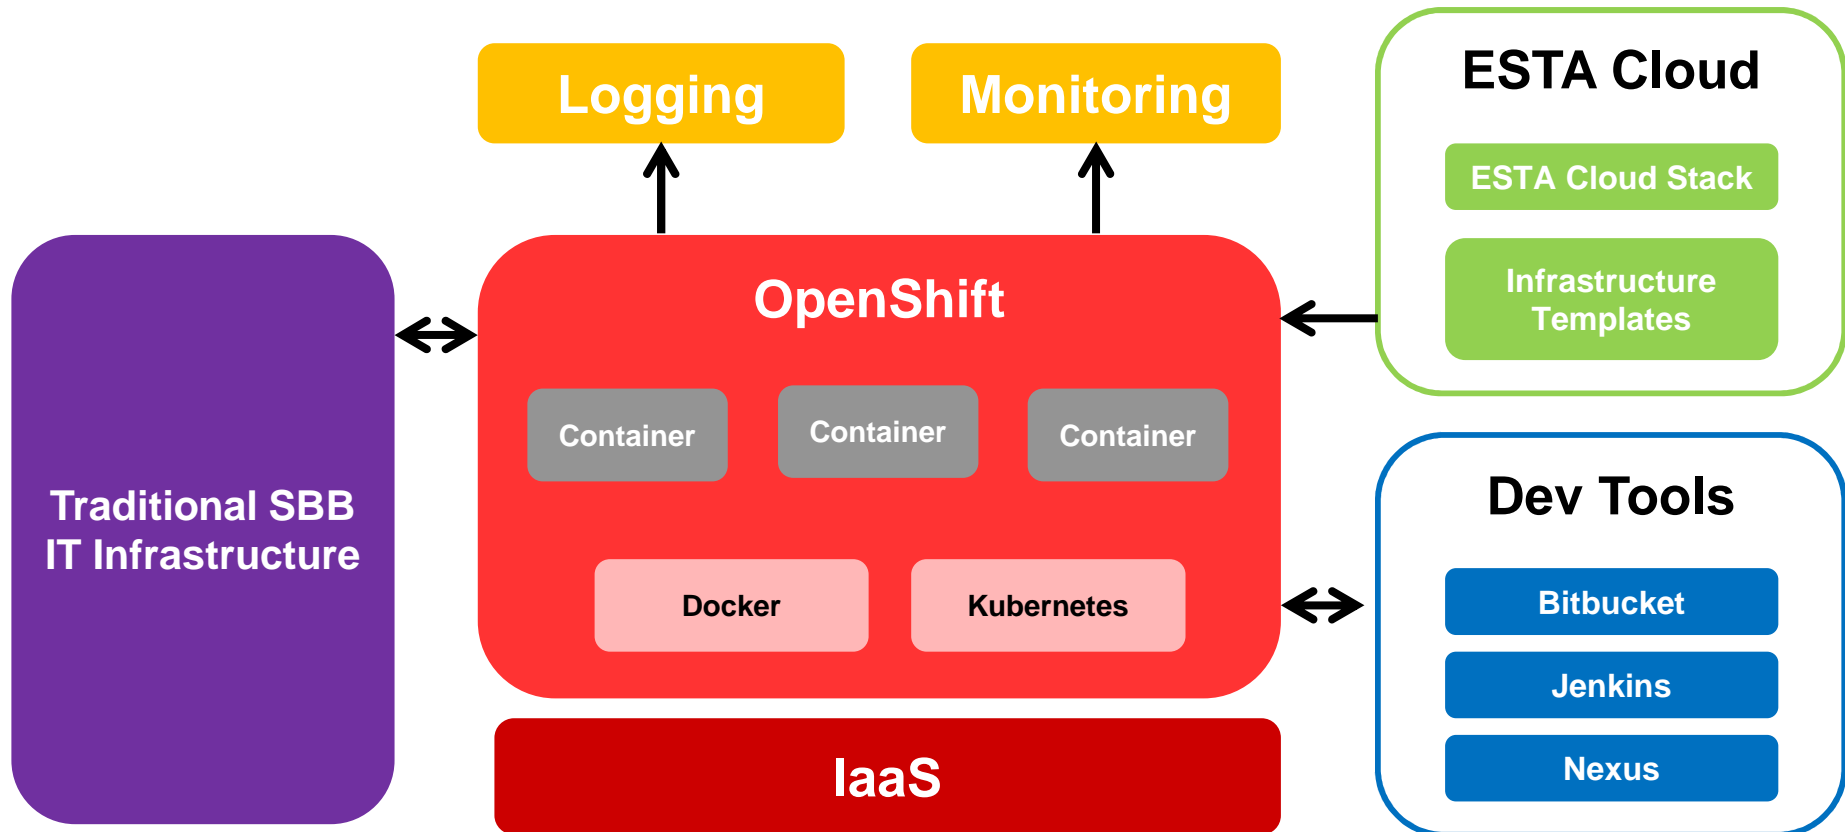 Logging
Monitoring
ESTA Cloud
ESTA Cloud Stack
Infrastructure
Templates
OpenShift
Container
Container
Container
Docker
Kubernetes
Traditional SBB
IT Infrastructure
Dev Tools
Bitbucket
Jenkins
Nexus
IaaS